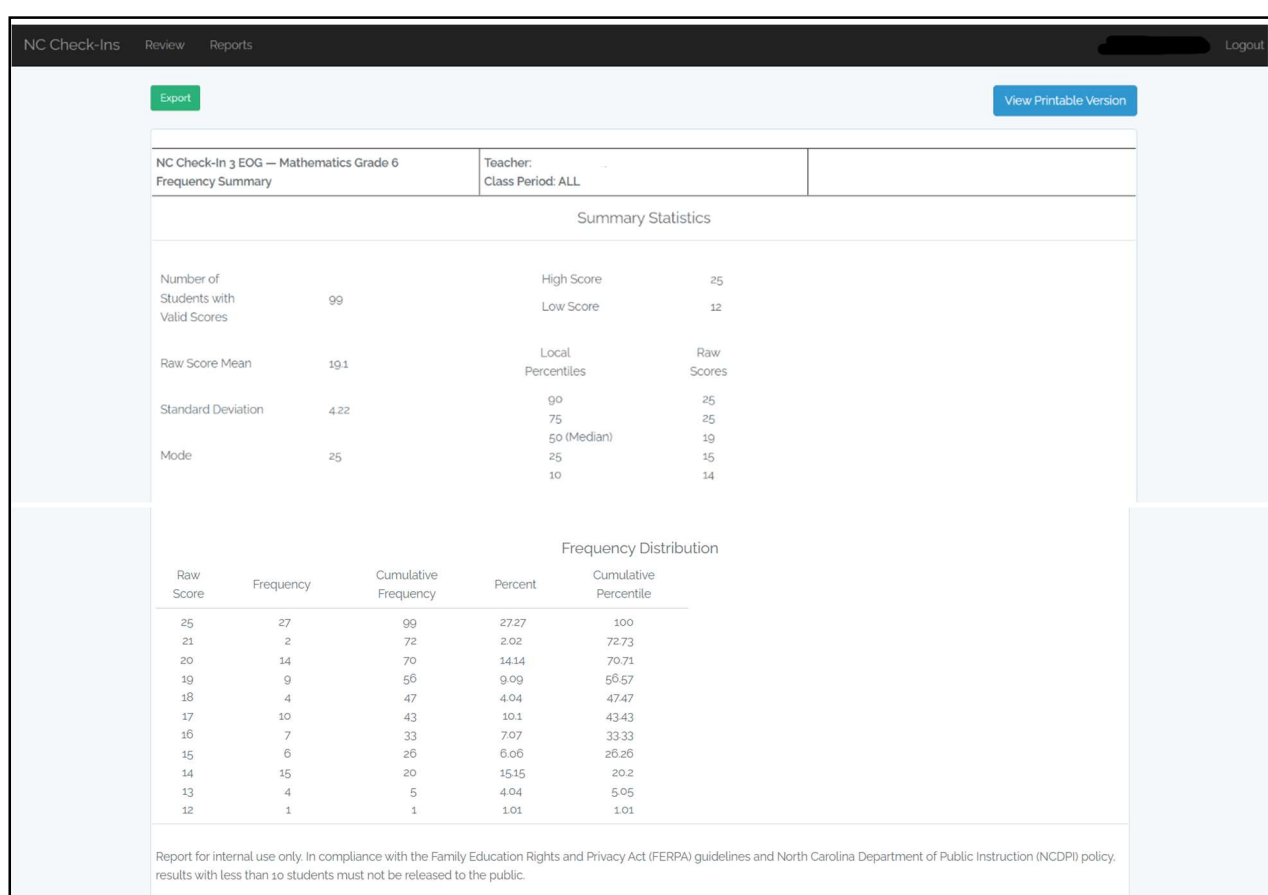 NC Check-Ins Review Reports Logout
Export View Printable Version
NC Check-In 3 EOG — Mathematics Grade 6 Teacher:
Frequency Summary Class Period: ALL
Summary Statistics
Number of
Students with
Valid Scores
99
High Score 25
Low Score 12
Raw Score Mean 19.1
Standard Deviation 4.22
Mode 25
Local
Percentiles
Raw
Scores
90 25
75 25
50 (Median) 19
25 15
10 14
Frequency Distribution
Raw
Score
Frequency
Cumulative
Frequency
Percent
Cumulative
Percentile
25 27 99 27.27 100
21 2 72 2.02 72.73
20 14 70 14.14 70.71
19 9 56 9.09 56.57
18 4 47 4.04 47.47
17 10 43 10.1 43.43
16 7 33 7.07 33.33
15 6 26 6.06 26.26
14 15 20 15.15 20.2
13 4 5 4.04 5.05
12 1 1 1.01 1.01
Report for internal use only. In compliance with the Family Education Rights and Privacy Act (FERPA) guidelines and North Carolina Department of Public Instruction (NCDPI) policy,
results with less than 10 students must not be released to the public.